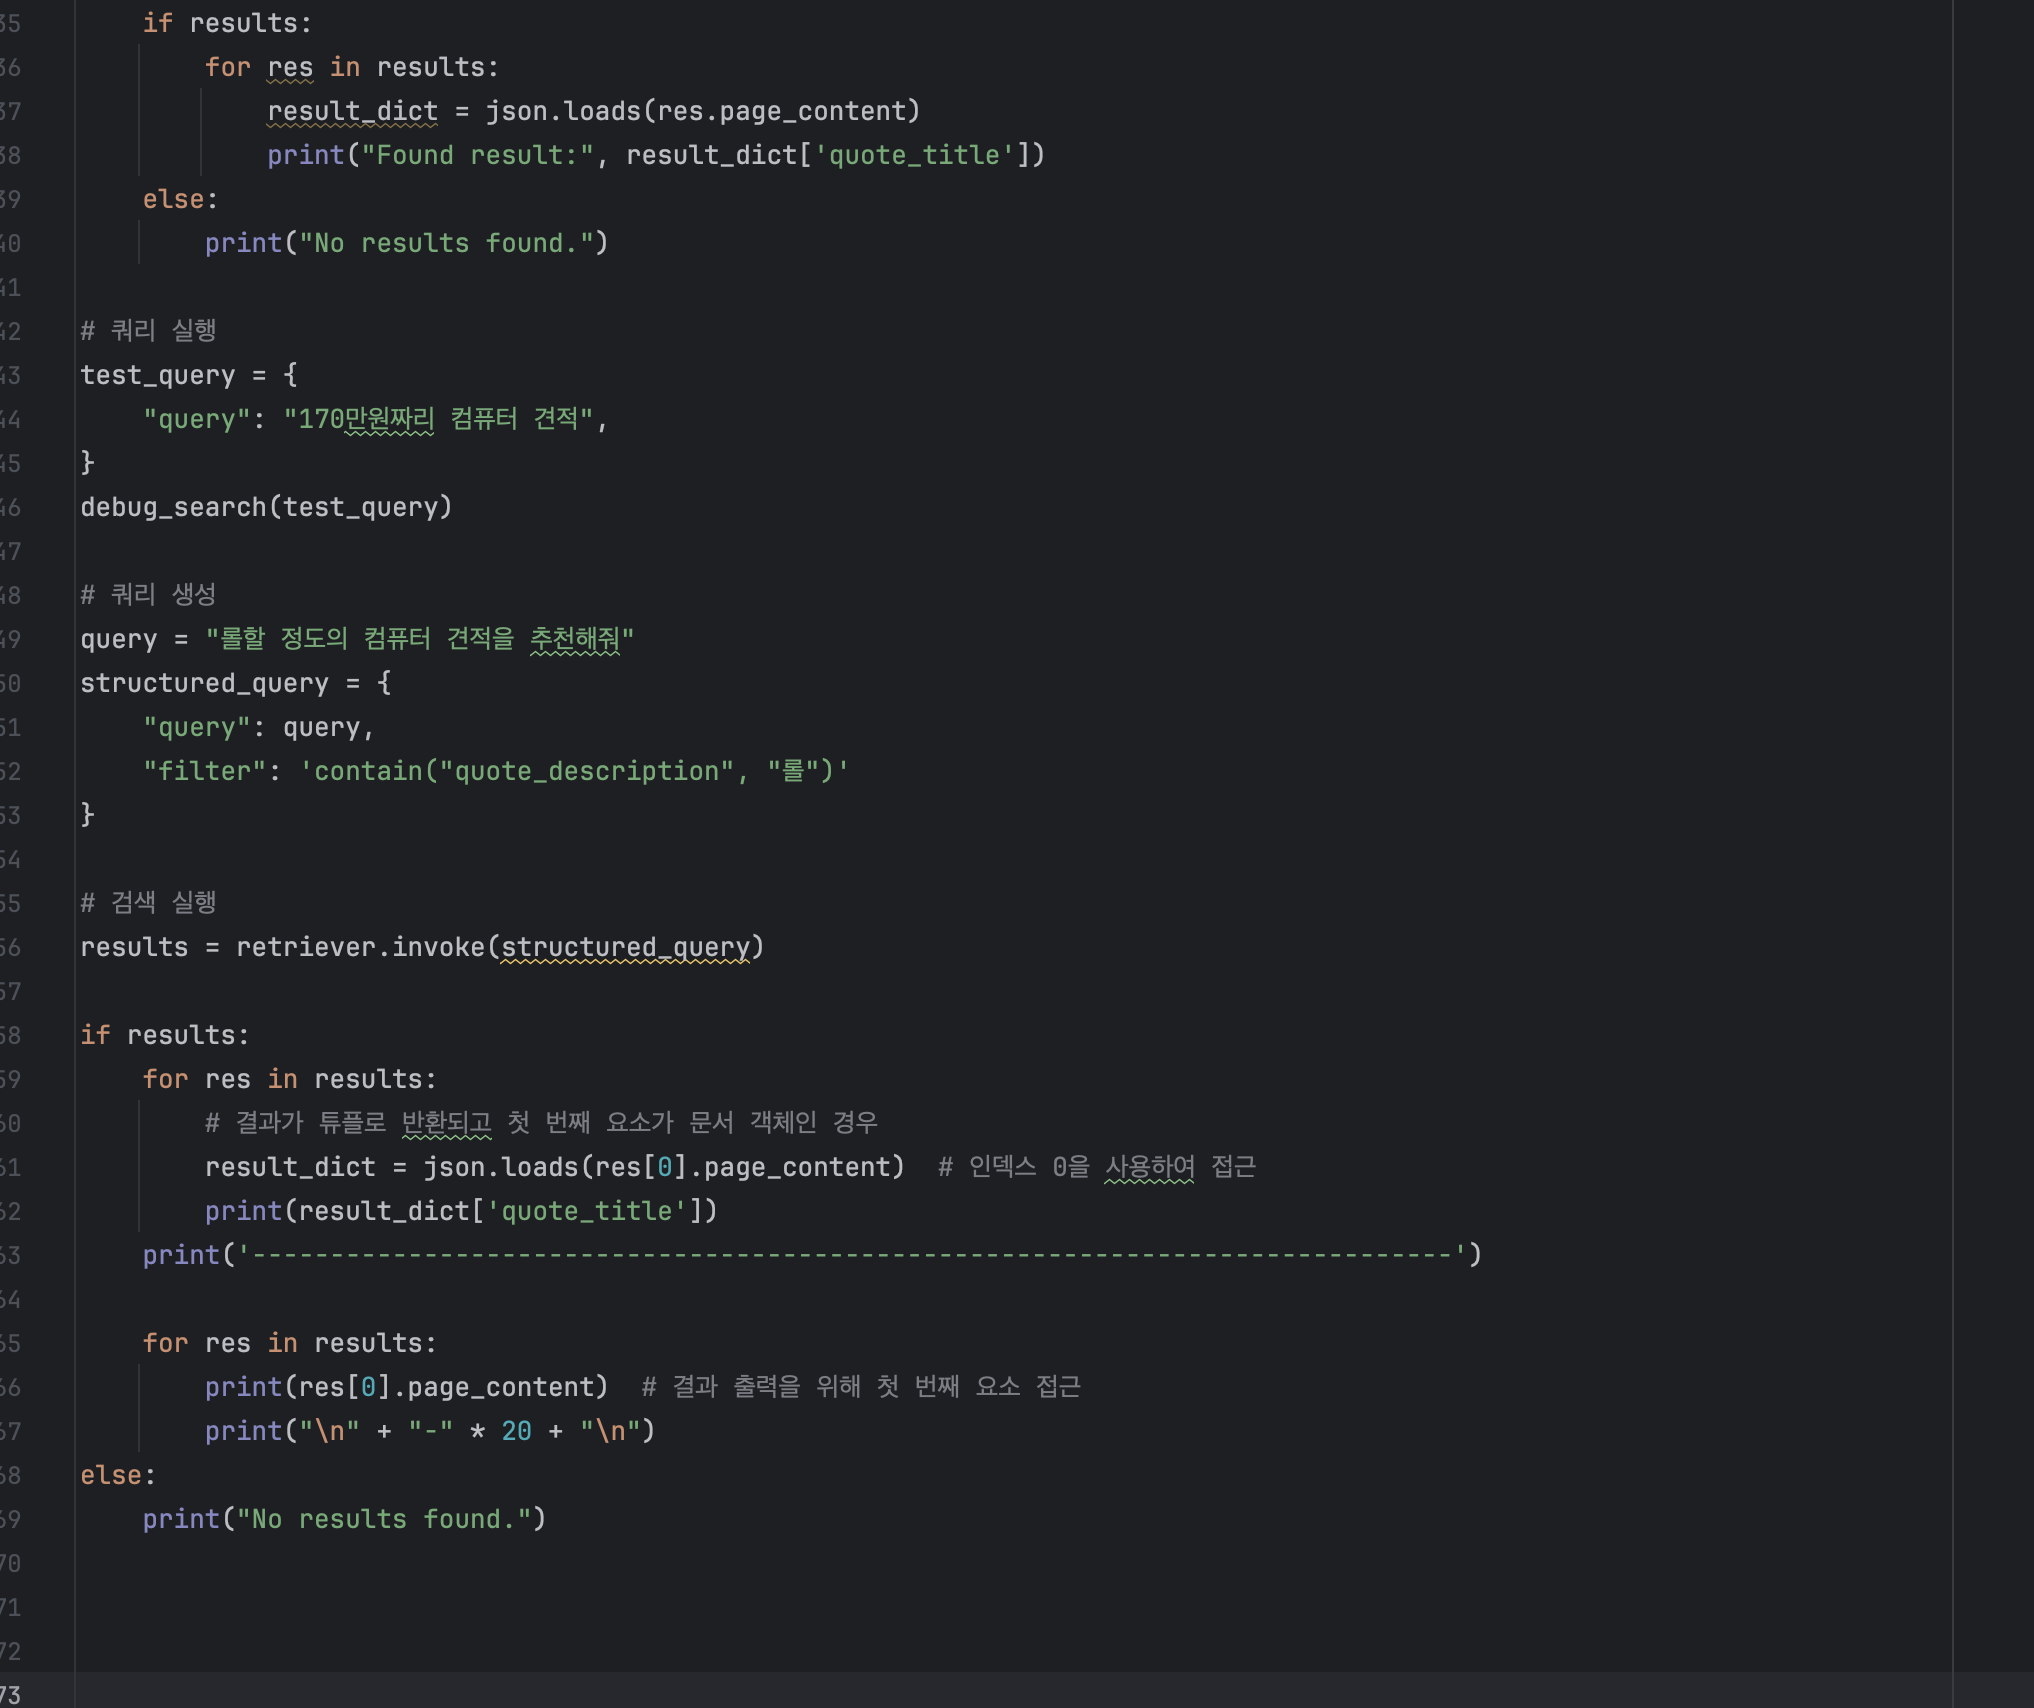 35    if results:
36        for res in results:
37            result_dict = json.loads(res.page_content)
38            print("Found result:", result_dict['quote_title'])
39    else:
40        print("No results found.")
41
42 # 쿼리 실행
43 test_query = {
44    "query": "170만원짜리 컴퓨터 견적",
45 }
46 debug_search(test_query)
47
48 # 쿼리 생성
49 query = "롤할 정도의 컴퓨터 견적을 추천해줘"
50 structured_query = {
51    "query": query,
52    "filter": 'contain("quote_description", "롤")'
53 }
54
55 # 검색 실행
56 results = retriever.invoke(structured_query)
57
58 if results:
59    for res in results:
60        # 결과가 튜플로 반환되고 첫 번째 요소가 문서 객체인 경우
61        result_dict = json.loads(res[0].page_content)  # 인덱스 0을 사용하여 접근
62        print(result_dict['quote_title'])
63    print('-----------------------------------------------------------------------------')
64
65    for res in results:
66        print(res[0].page_content)  # 결과 출력을 위해 첫 번째 요소 접근
67        print("\n" + "-" * 20 + "\n")
68 else:
69    print("No results found.")
70
71
72
73